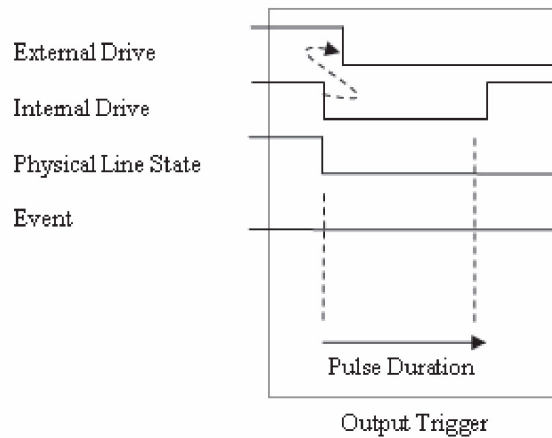 External Drive
Internal Drive
Physical Line State
Event
Pulse Duration
Output Trigger